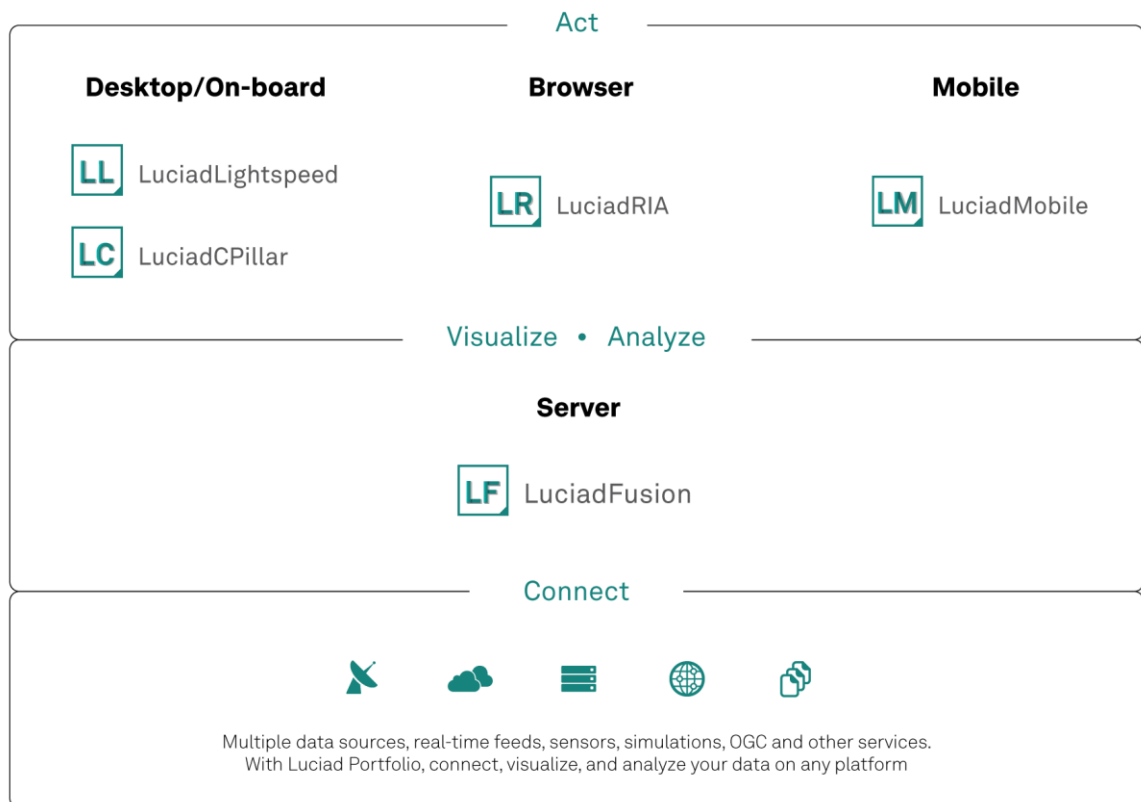 Act
Desktop/On-board
Browser
Mobile
LL LuciadLightspeed
LR LuciadRIA
LM LuciadMobile
LC LuciadCPillar
Visualize • Analyze
Server
LF LuciadFusion
Connect
Multiple data sources, real-time feeds, sensors, simulations, OGC and other services.
With Luciad Portfolio, connect, visualize, and analyze your data on any platform